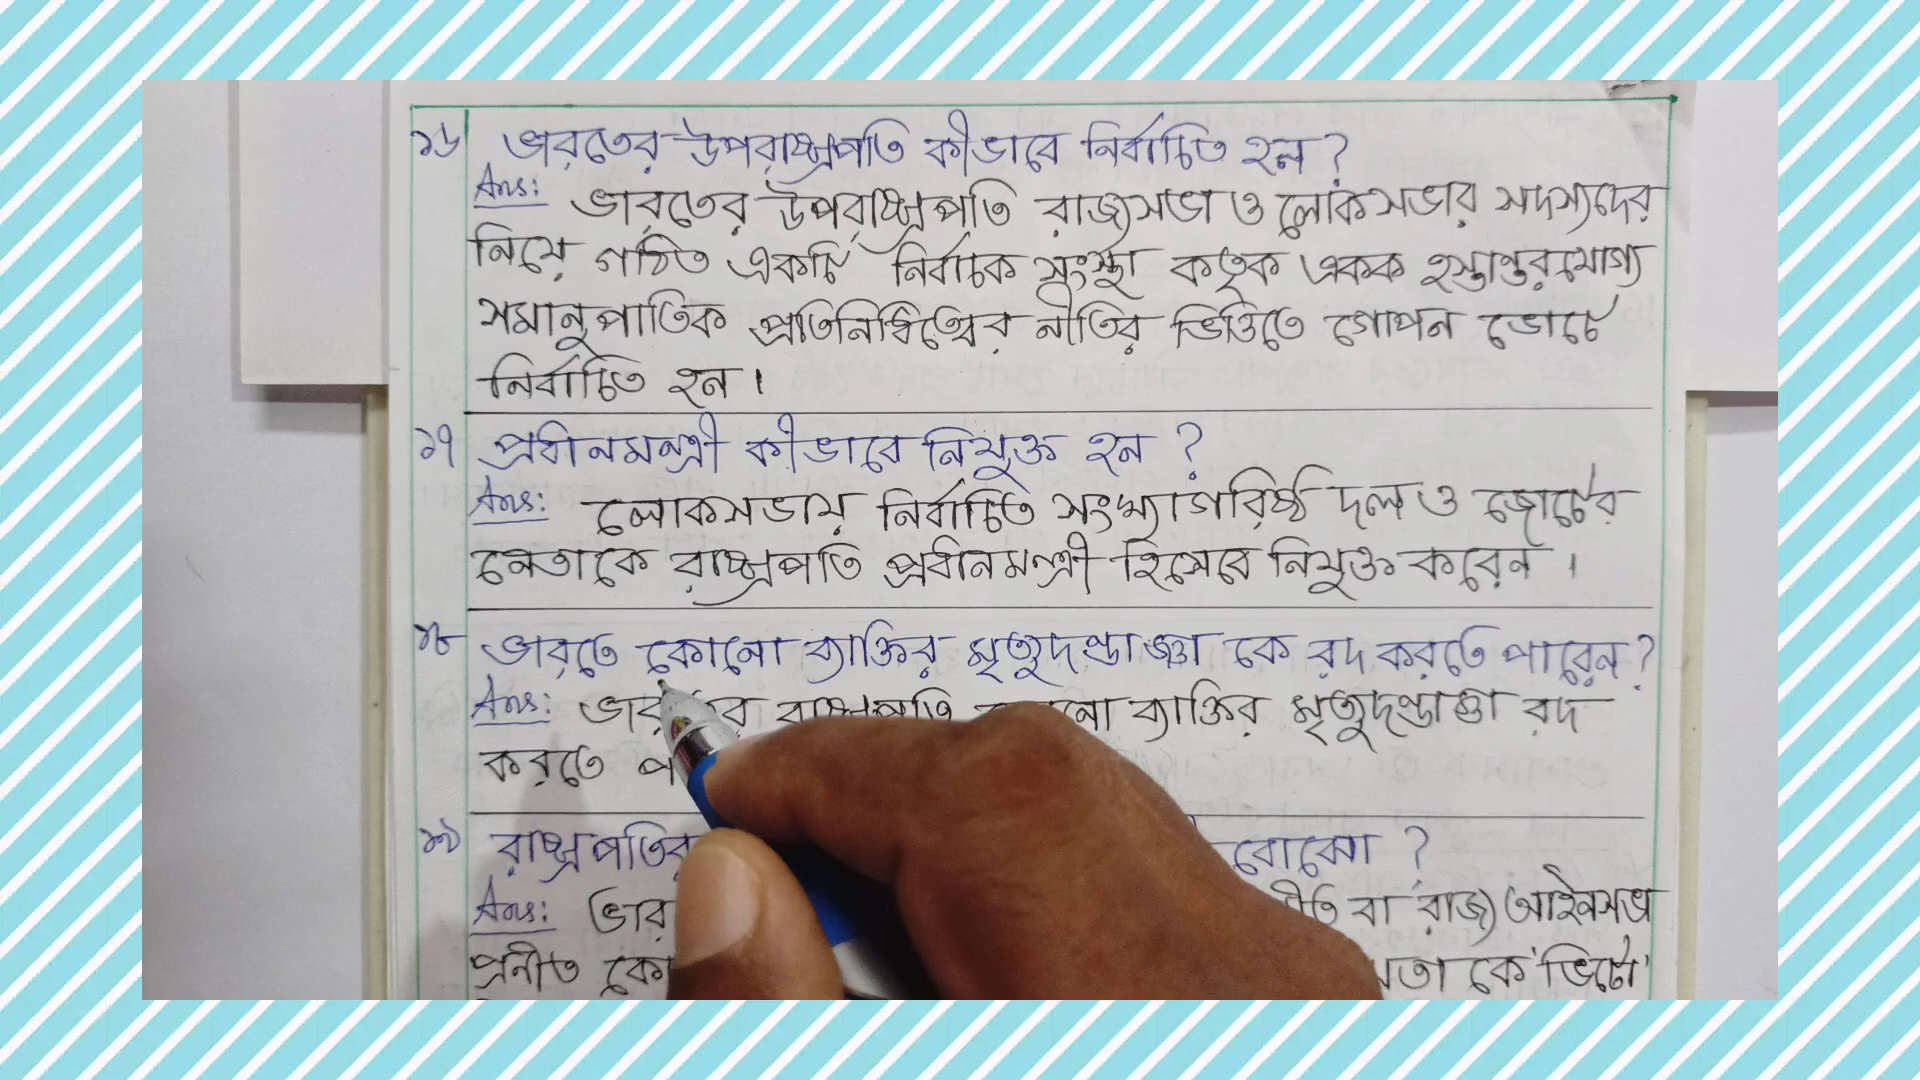 ১৬ ভারতের উপরাষ্ট্রপতি কীভাবে নির্বাচিত হন ?
Ans: ভারতের উপরাষ্ট্রপতি রাজ্যসভা ও লোকসভার সদস্যদের
নিয়ে গঠিত একটি নির্বাচক সংস্থা কর্তৃক একক হস্তান্তরযোগ্য
সমানুপাতিক প্রতিনিধিত্বের নীতির ভিত্তিতে গোপন ভোটে
নির্বাচিত হন ।
১৭ প্রধানমন্ত্রী কীভাবে নিযুক্ত হন ?
Ans: লোকসভায় নির্বাচিত সংখ্যাগরিষ্ঠ দল ও জোটের
নেতাকে রাষ্ট্রপতি প্রধানমন্ত্রী হিসেবে নিযুক্ত করেন ।
১৮ ভারতে কোনো ব্যক্তির মৃত্যুদণ্ডাজ্ঞা কে রদ করতে পারেন ?
Ans: রাষ্ট্রপতি ব্যক্তির মৃত্যুদণ্ডাজ্ঞা রদ
করতে
১৯ রাষ্ট্রপতির বোঝো ?
Ans: বা রাজ্য আইনসভা
প্রনীত কে 'ভিটো'